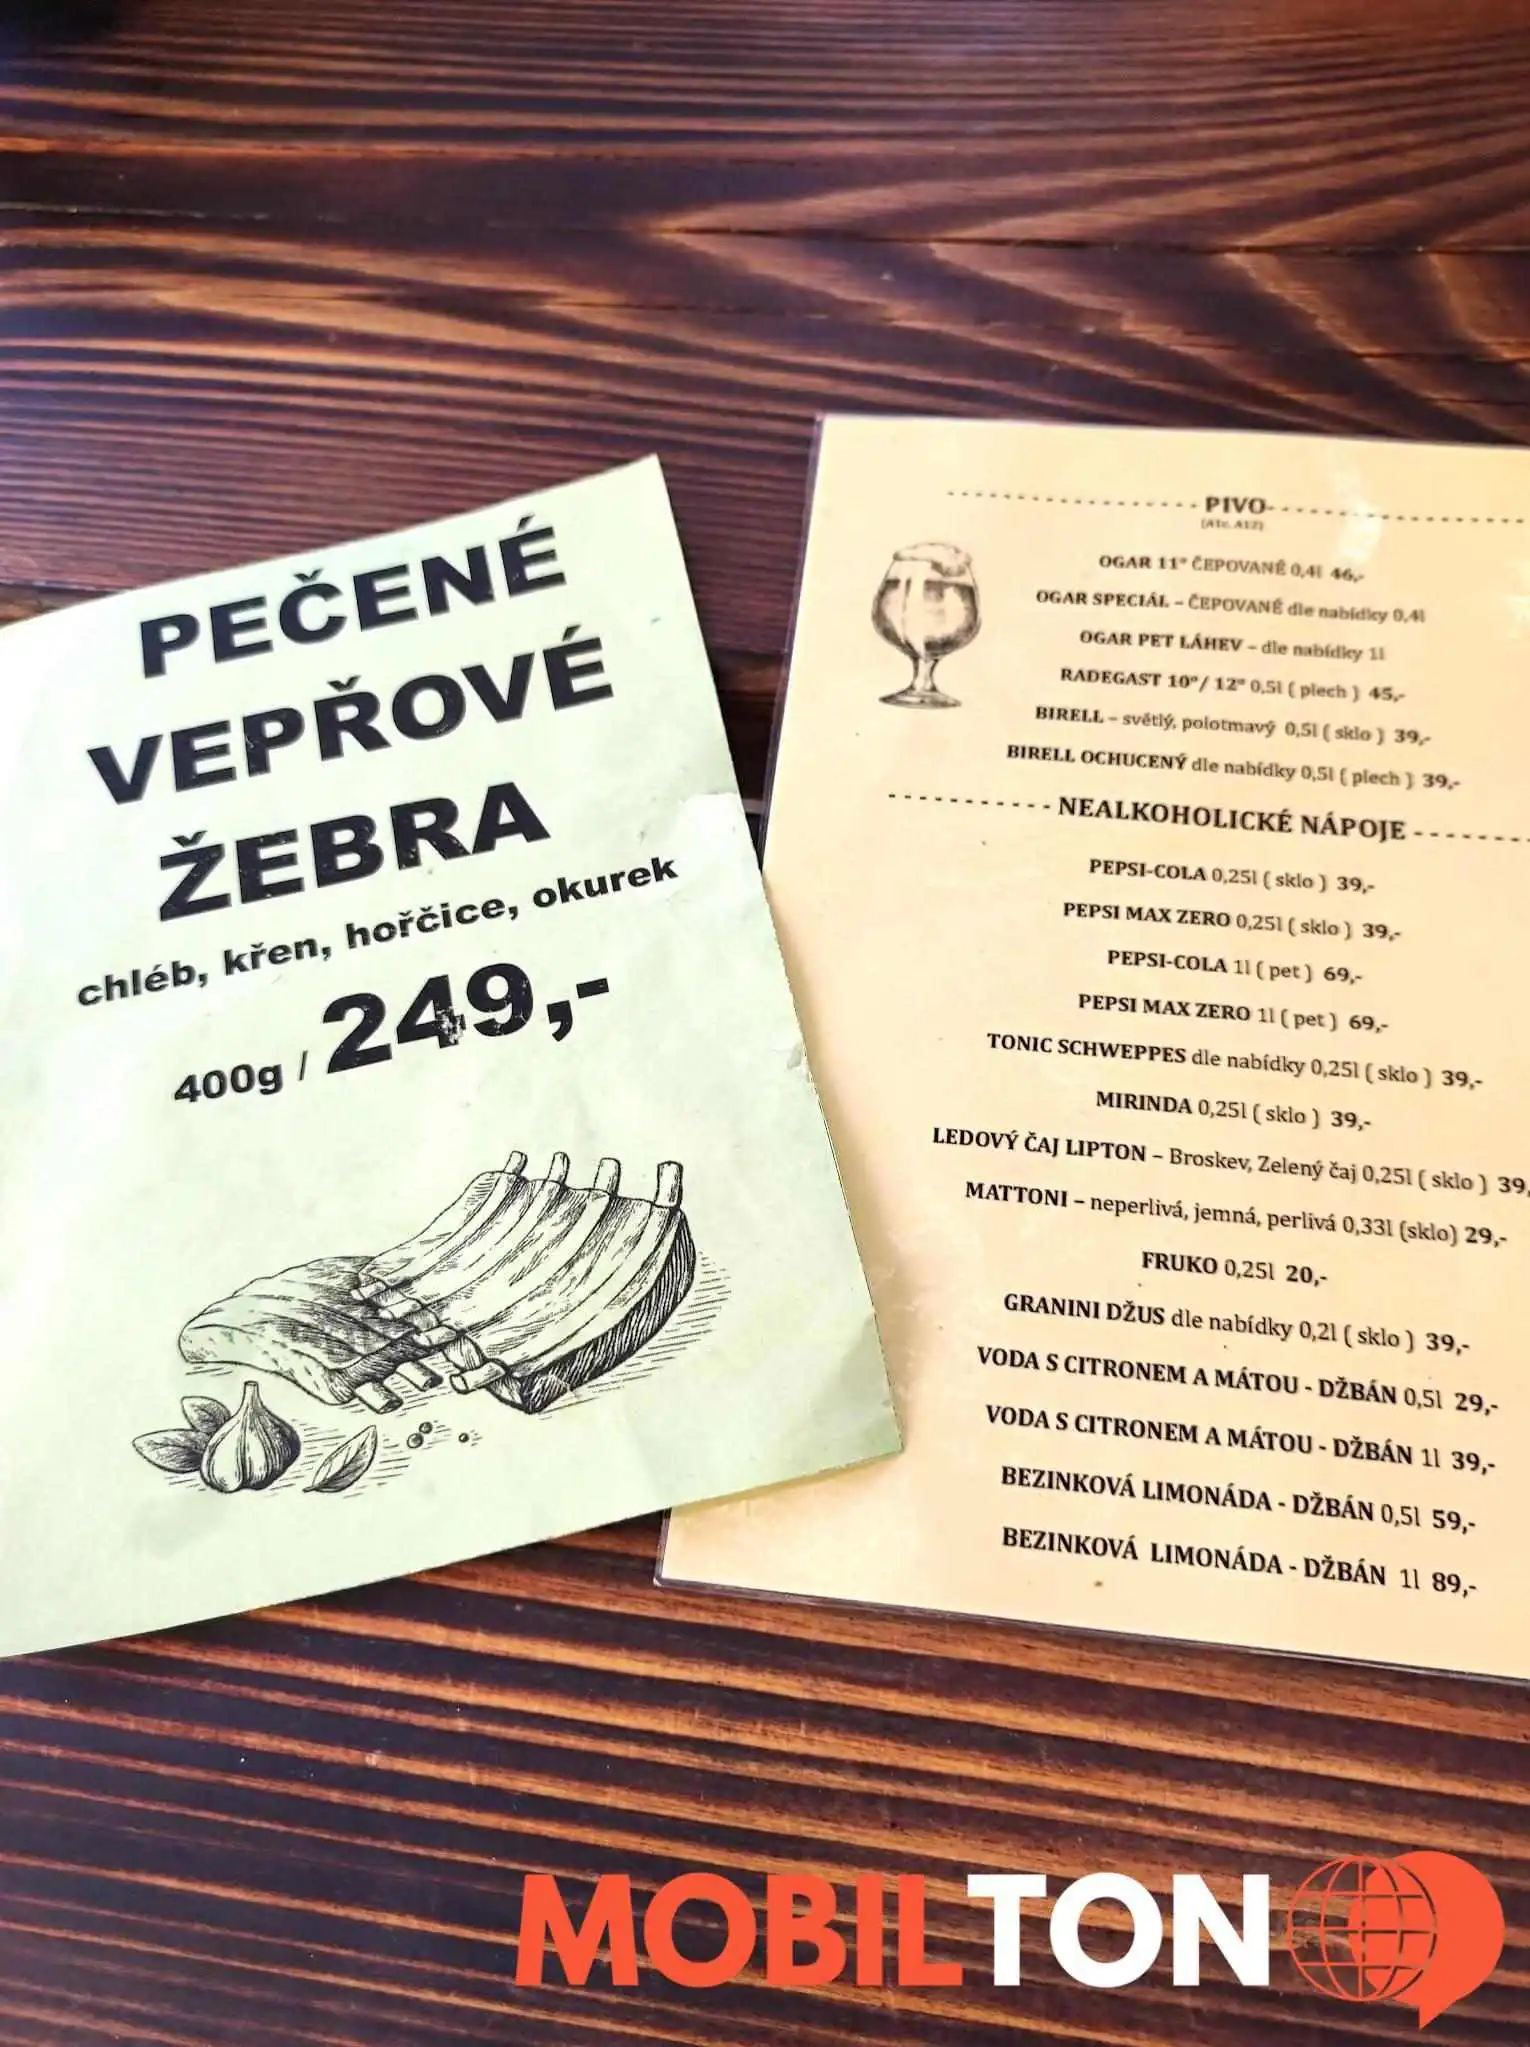 PEČENÉ
VEPŘOVÉ
ŽEBRA
chléb, křen, hořčice, okurek
400g / 249,-
PIVO
(A1c, A12)
OGAR 11° ČEPOVANÉ 0,4l 46,-
OGAR SPECIÁL – ČEPOVANÉ dle nabídky 0,4l
OGAR PET LÁHEV – dle nabídky 1l
RADEGAST 10°/ 12° 0,5l ( plech ) 45,-
BIRELL – světlý, polotmavý 0,5l ( sklo ) 39,-
BIRELL OCHUCENÝ dle nabídky 0,5l ( plech ) 39,-
NEALKOHOLICKÉ NÁPOJE
PEPSI-COLA 0,25l ( sklo ) 39,-
PEPSI MAX ZERO 0,25l ( sklo ) 39,-
PEPSI-COLA 1l ( pet ) 69,-
PEPSI MAX ZERO 1l ( pet ) 69,-
TONIC SCHWEPPES dle nabídky 0,25l ( sklo ) 39,-
MIRINDA 0,25l ( sklo ) 39,-
LEDOVÝ ČAJ LIPTON – Broskev, Zelený čaj 0,25l ( sklo ) 39,
MATTONI – neperlivá, jemná, perlivá 0,33l (sklo) 29,-
FRUKO 0,25l 20,-
GRANINI DŽUS dle nabídky 0,2l ( sklo ) 39,-
VODA S CITRONEM A MÁTOU - DŽBÁN 0,5l 29,-
VODA S CITRONEM A MÁTOU - DŽBÁN 1l 39,-
BEZINKOVÁ LIMONÁDA - DŽBÁN 0,5l 59,-
BEZINKOVÁ LIMONÁDA - DŽBÁN 1l 89,-
MOBILTON